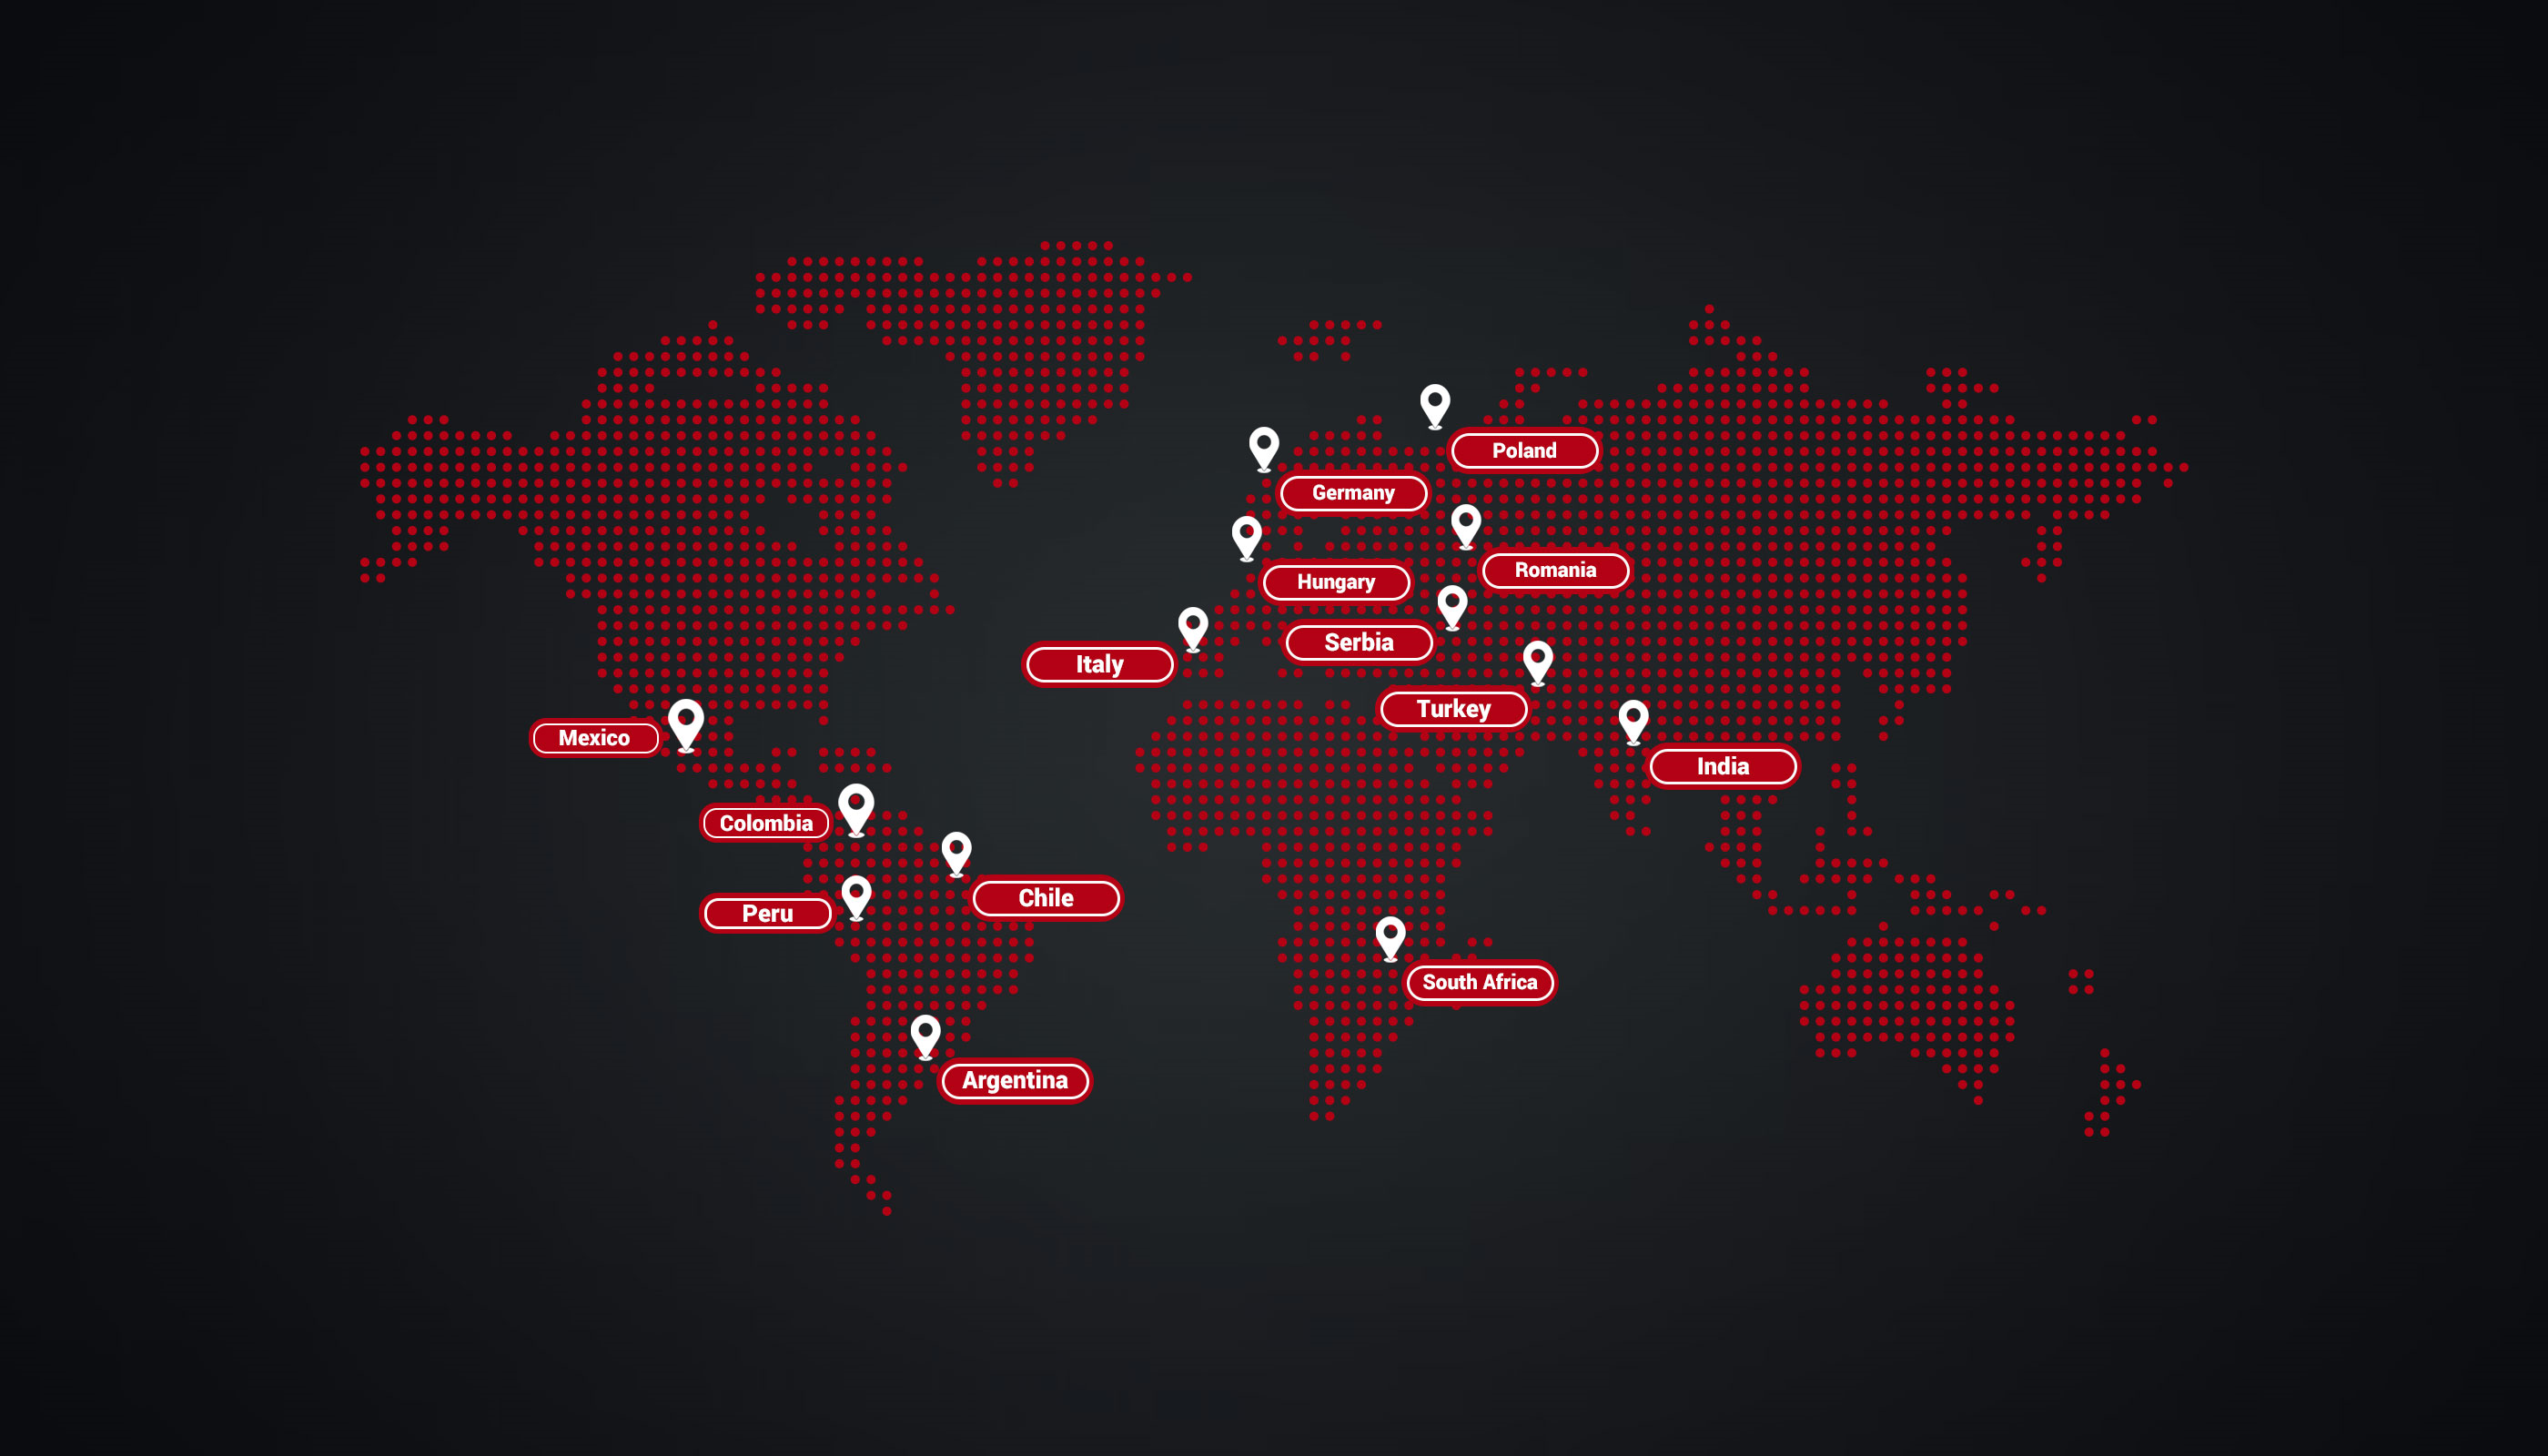 Poland
Germany
Romania
Hungary
Serbia
Italy
Turkey
Mexico
India
Colombia
Chile
Peru
South Africa
Argentina